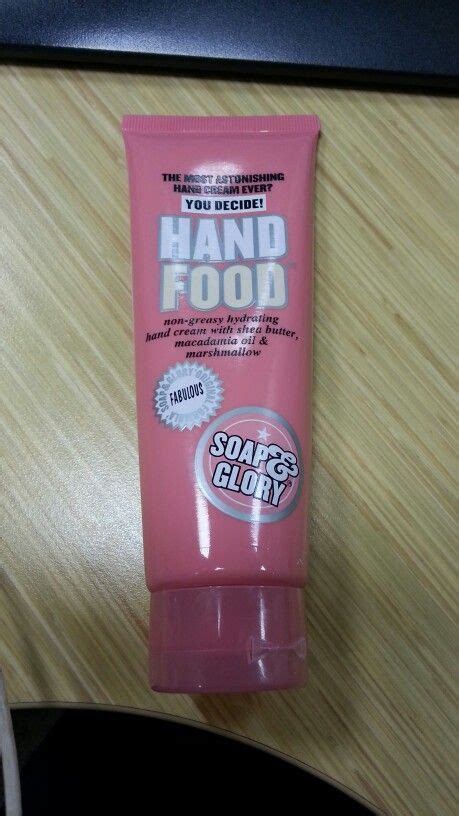 THE MOST ASTONISHING
HAND CREAM EVER?
YOU DECIDE!
HAND
FOOD™
non-greasy hydrating
hand cream with shea butter,
macadamia oil &
marshmallow
FABULOUS
SOAP &
GLORY